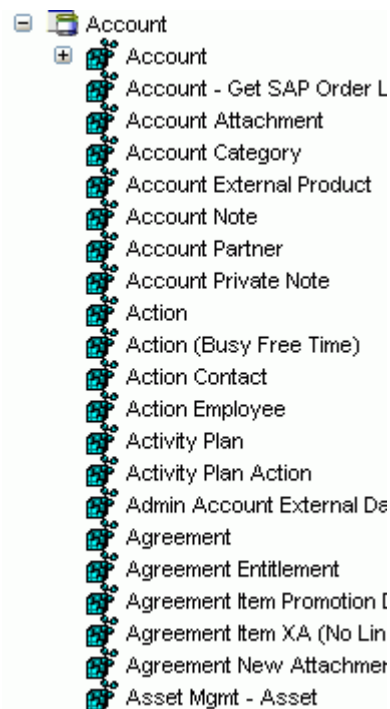 Account
Account
Account - Get SAP Order L
Account Attachment
Account Category
Account External Product
Account Note
Account Partner
Account Private Note
Action
Action (Busy Free Time)
Action Contact
Action Employee
Activity Plan
Activity Plan Action
Admin Account External Da
Agreement
Agreement Entitlement
Agreement Item Promotion D
Agreement Item XA (No Lin
Agreement New Attachmen
Asset Mgmt - Asset